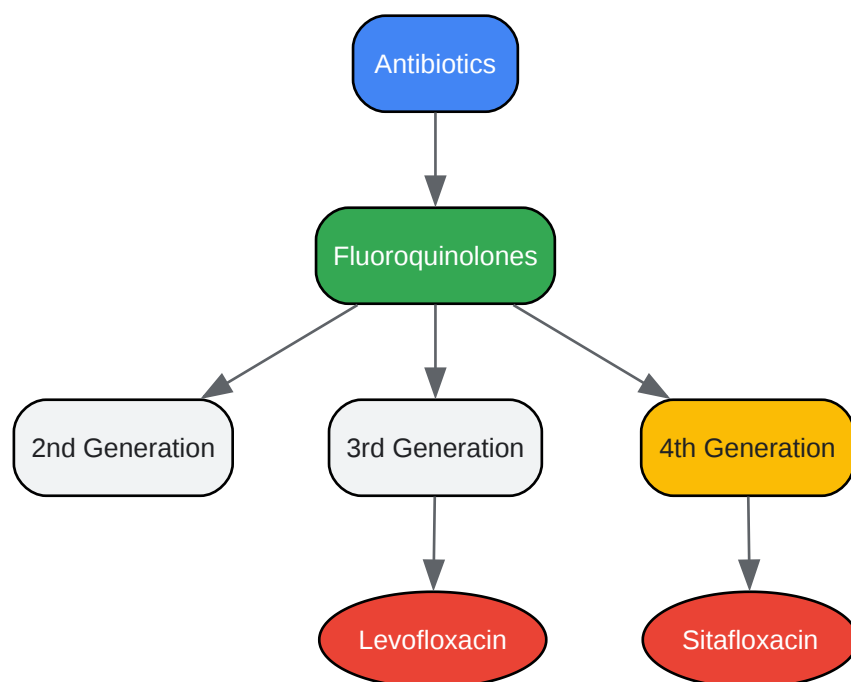 Antibiotics
Fluoroquinolones
2nd Generation
3rd Generation
4th Generation
Levofloxacin
Sitafloxacin